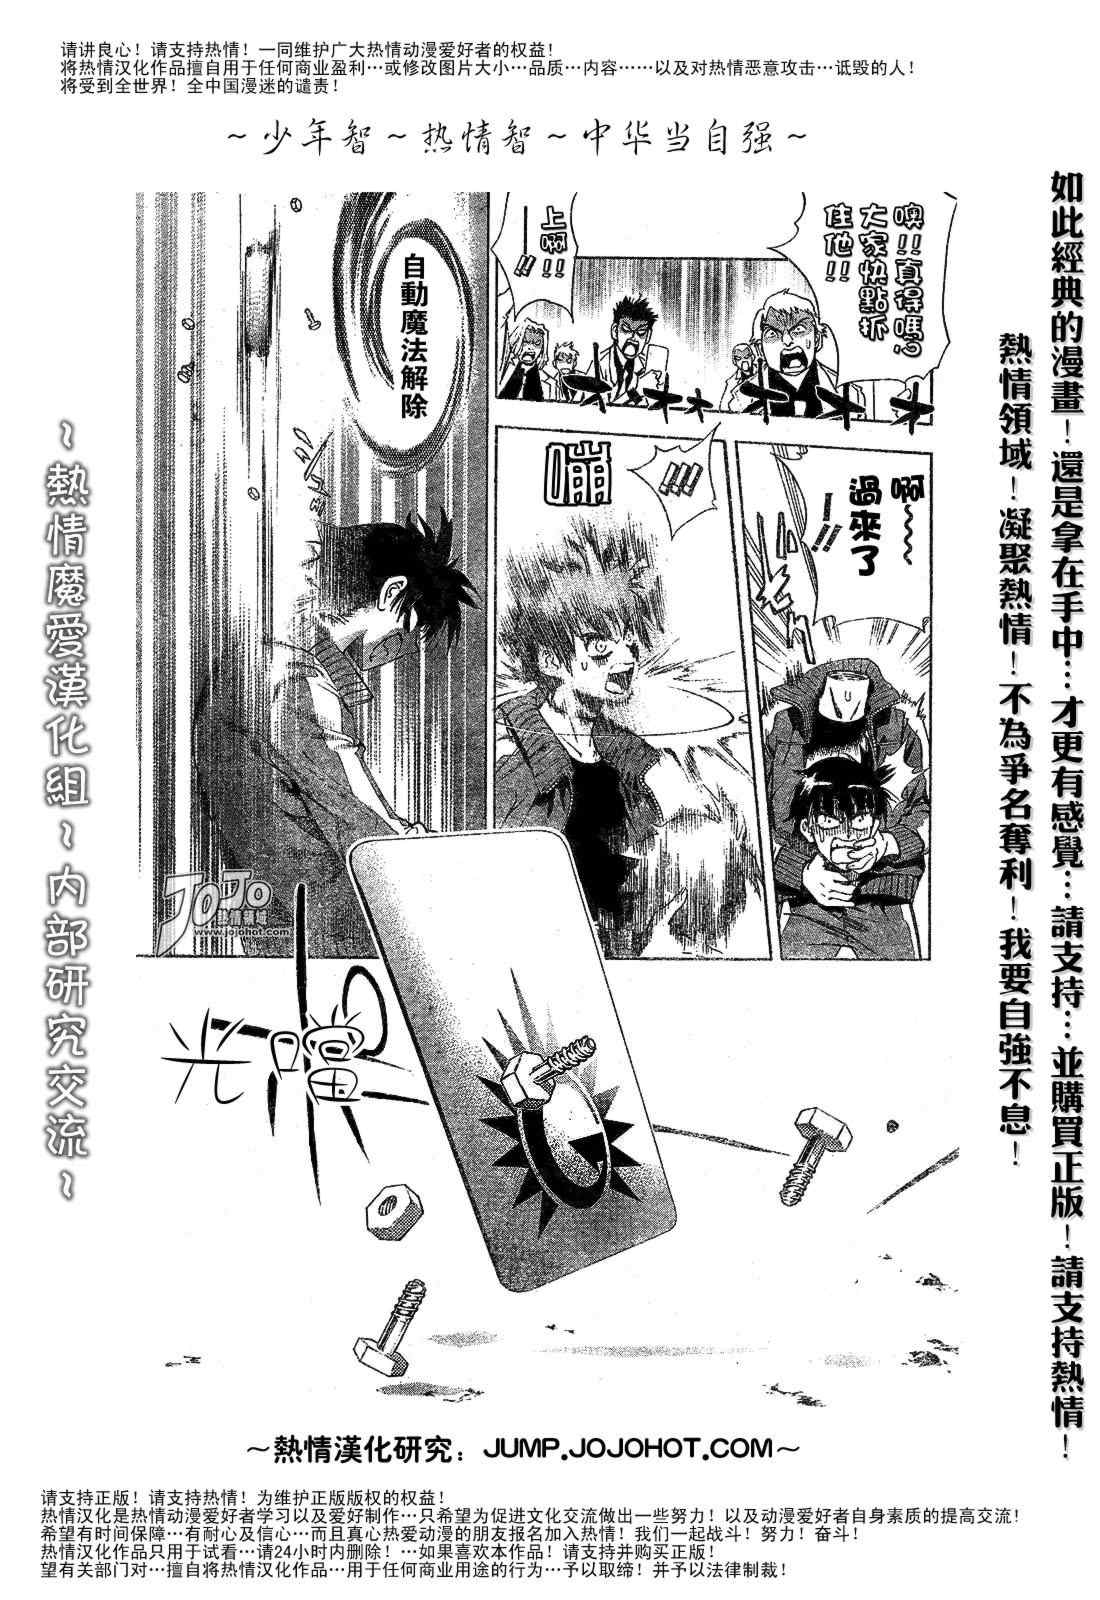 请讲良心！请支持热情！一同维护广大热情动漫爱好者的权益！
将热情汉化作品擅自用于任何商业盈利…或修改图片大小…品质…内容……以及对热情恶意攻击…诋毁的人！
将受到全世界！全中国漫迷的谴责！
～少年智～热情智～中华当自强～
如此經典的漫畫！還是拿在手中…才更有感覺…請支持…並購買正版！請支持熱情！
熱情領域！凝聚熱情！不為爭名奪利！我要自強不息！
噢!!真得嗎
大家快點抓
住他!!
上啊!!
一!!
オオオオオオ
啊～～～
過來了
!!
!!!
嘣
自動魔法解除
光噹
JOJO
熱情領域
www.jojohot.com
～熱情魔愛漢化組～内部研究交流～
～熱情漢化研究：JUMP.JOJOHOT.COM～
请支持正版！请支持热情！为维护正版版权的权益！
热情汉化是热情动漫爱好者学习以及爱好制作…只希望为促进文化交流做出一些努力！以及动漫爱好者自身素质的提高交流！
希望有时间保障…有耐心及信心…而且真心热爱动漫的朋友报名加入热情！我们一起战斗！努力！奋斗！
热情汉化作品只用于试看…请24小时内删除！…如果喜欢本作品！请支持并购买正版！
望有关部门对…擅自将热情汉化作品…用于任何商业用途的行为…予以取缔！并予以法律制裁！